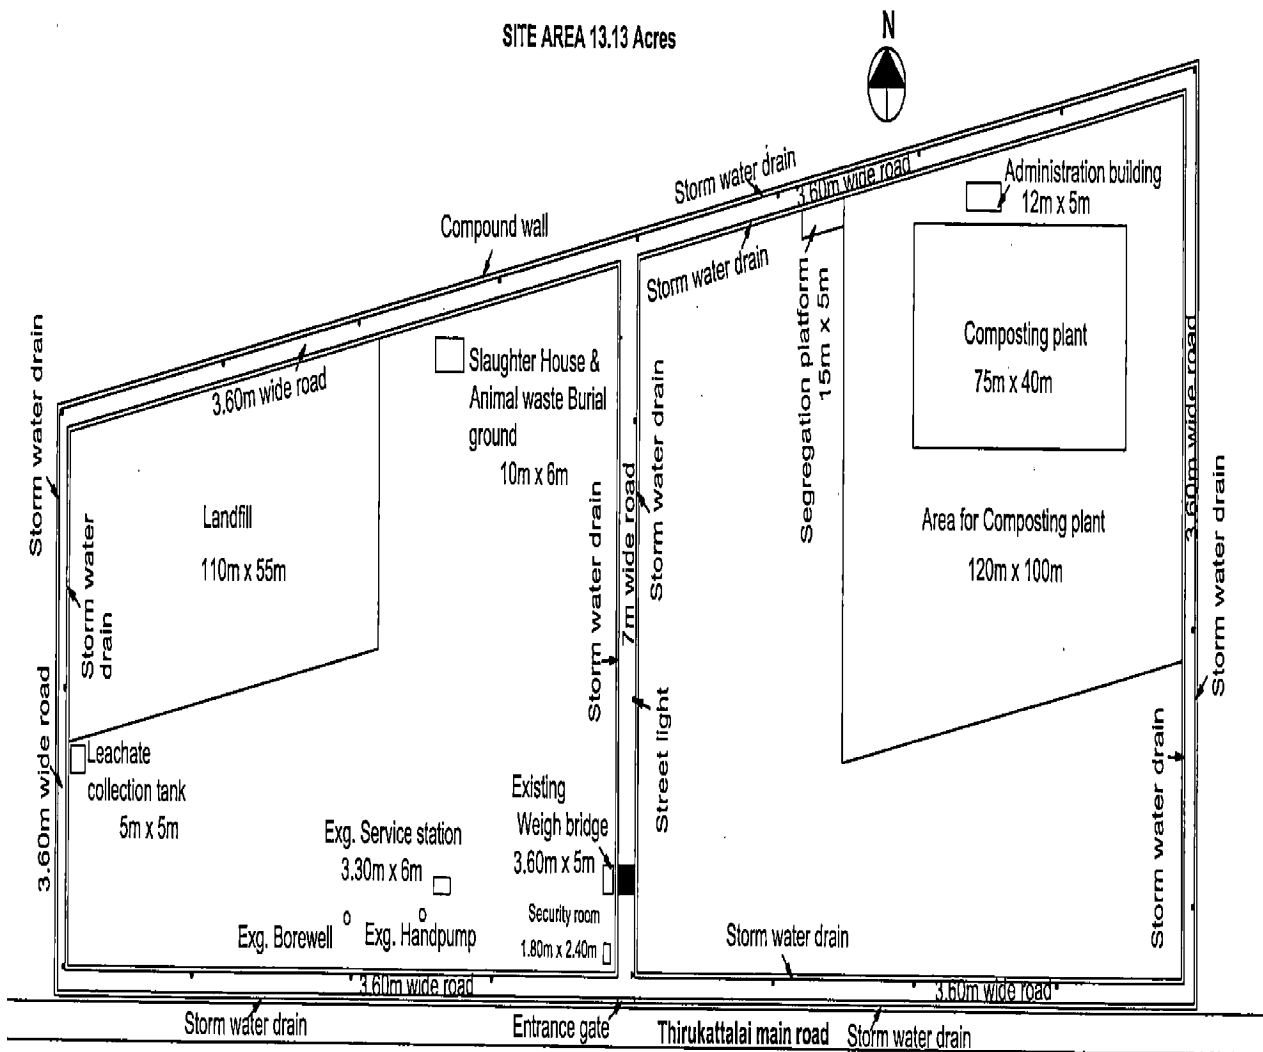 SITE AREA 13.13 Acres
N
Storm water drain
3.60m wide road
Administration building
12m x 5m
Compound wall
Storm water drain
Segregation platform
15m x 5m
Composting plant
75m x 40m
3.60m wide road
Storm water drain
Storm water drain
3.60m wide road
Slaughter House &
Animal waste Burial
ground
10m x 6m
Storm water drain
7m wide road
Storm water drain
Landfill
110m x 55m
Area for Composting plant
120m x 100m
Storm water
drain
3.60m wide road
Street light
Storm water drain
Leachate
collection tank
5m x 5m
Existing
Weigh bridge
3.60m x 5m
Exg. Service station
3.30m x 6m
Security room
1.80m x 2.40m
Exg. Borewell
Exg. Handpump
Storm water drain
3.60m wide road
3.60m wide road
Storm water drain
Entrance gate
Thirukattalai main road
Storm water drain